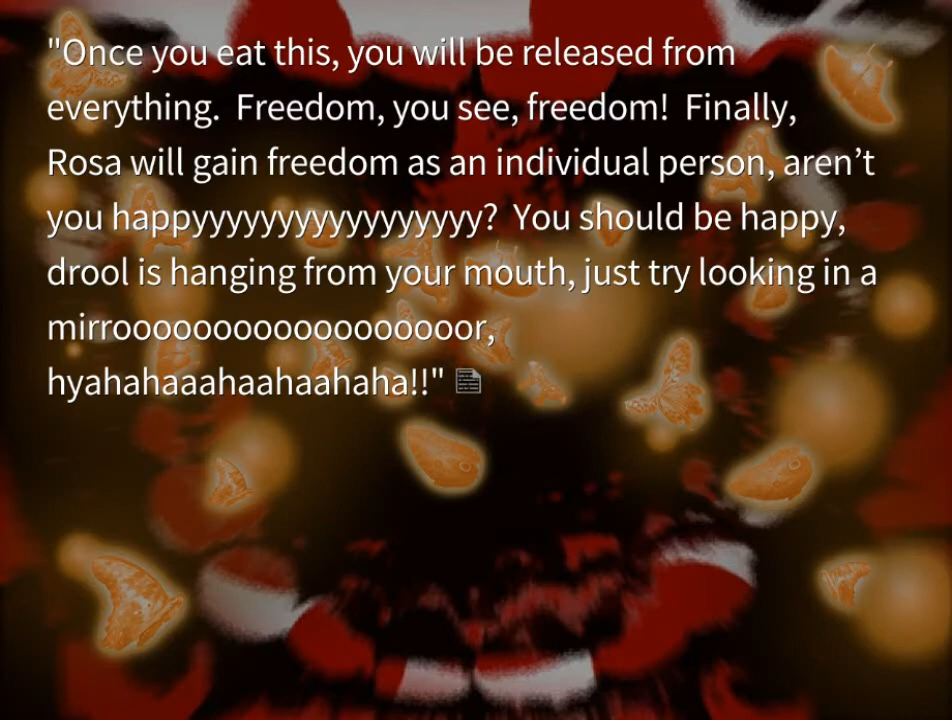 "Once you eat this, you will be released from
everything.  Freedom, you see, freedom!  Finally,
Rosa will gain freedom as an individual person, aren’t
you happyyyyyyyyyyyyyyyyyy?  You should be happy,
drool is hanging from your mouth, just try looking in a
mirrooooooooooooooooooor,
hyahahaaahaahaahaha!!"